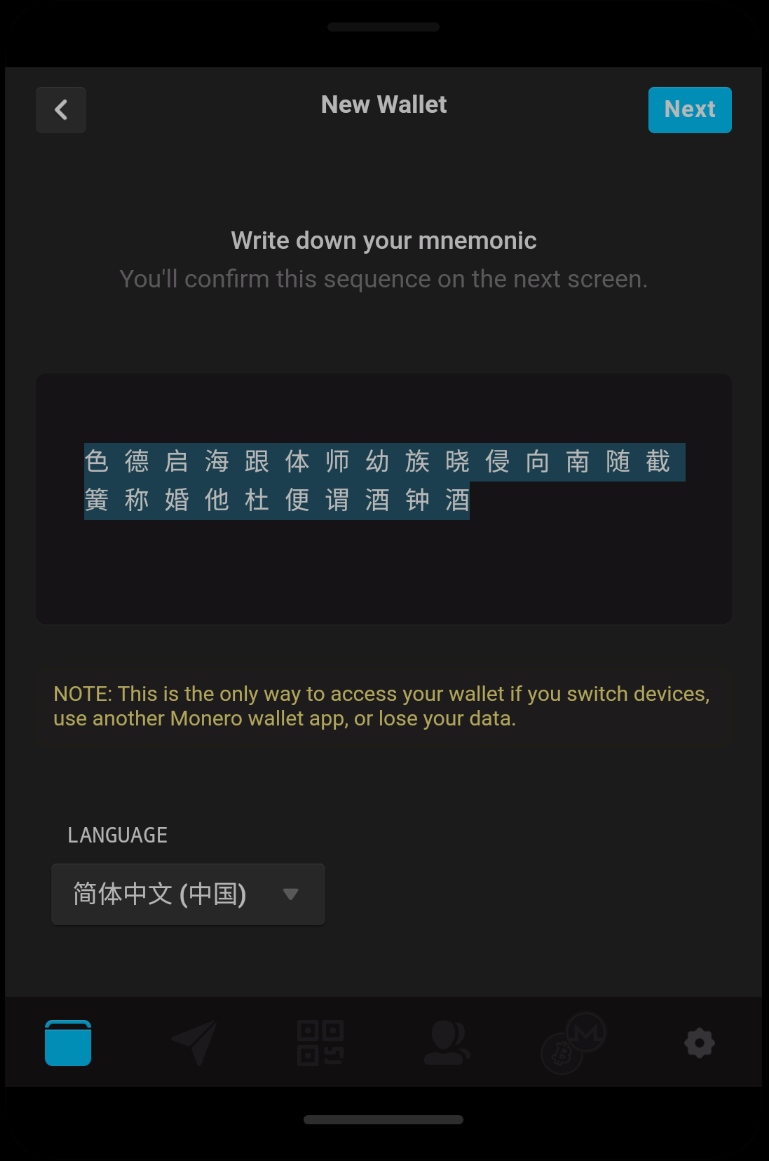 New Wallet
Next
Write down your mnemonic
You'll confirm this sequence on the next screen.
色 德 启 海 跟 体 师 幼 族 晓 侵 向 南 随 截
簧 称 婚 他 杜 便 谓 酒 钟 酒
NOTE: This is the only way to access your wallet if you switch devices,
use another Monero wallet app, or lose your data.
LANGUAGE
简体中文 (中国)